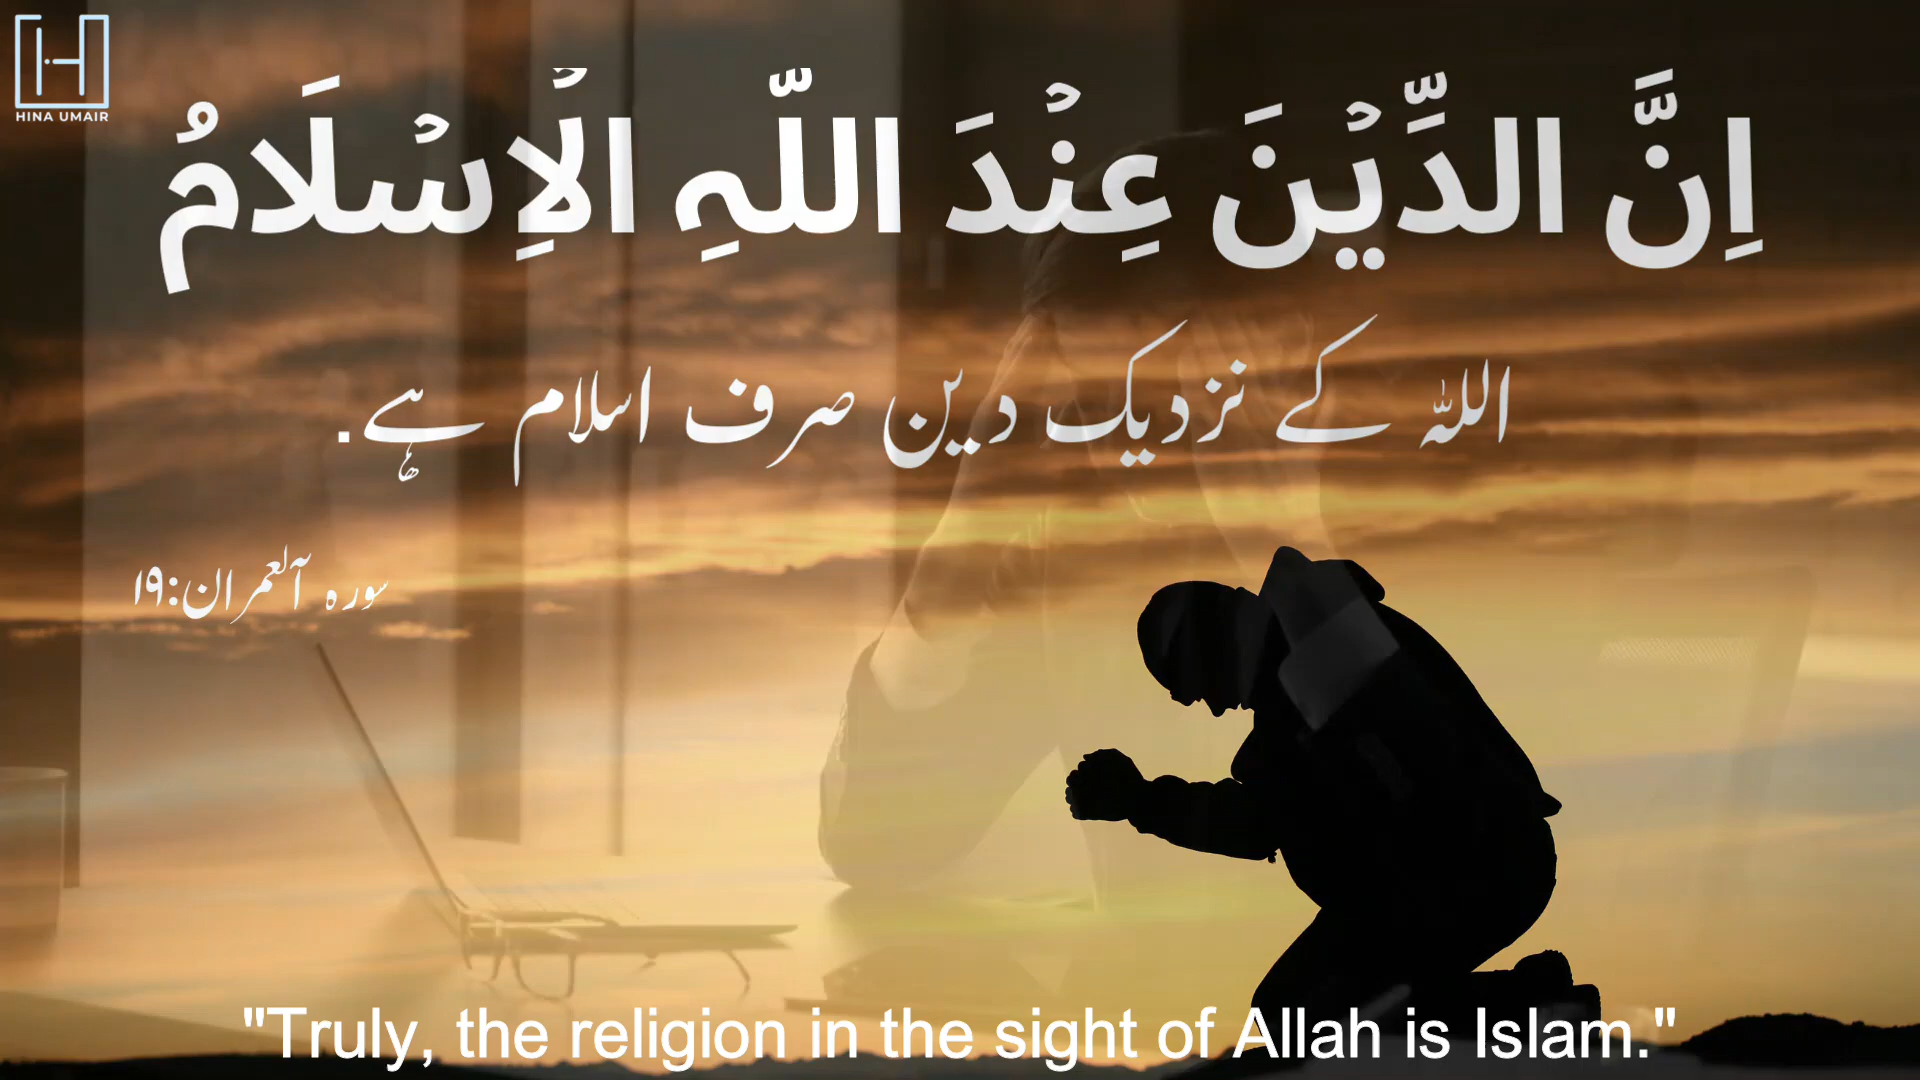 HINA UMAIR
اِنَّ الدِّيۡنَ عِنۡدَ اللّٰهِ الۡاِسۡلَامُ
اللہ کے نزدیک دین صرف اسلام ہے.
سورہ آلعمران:۱۹
"Truly, the religion in the sight of Allah is Islam."